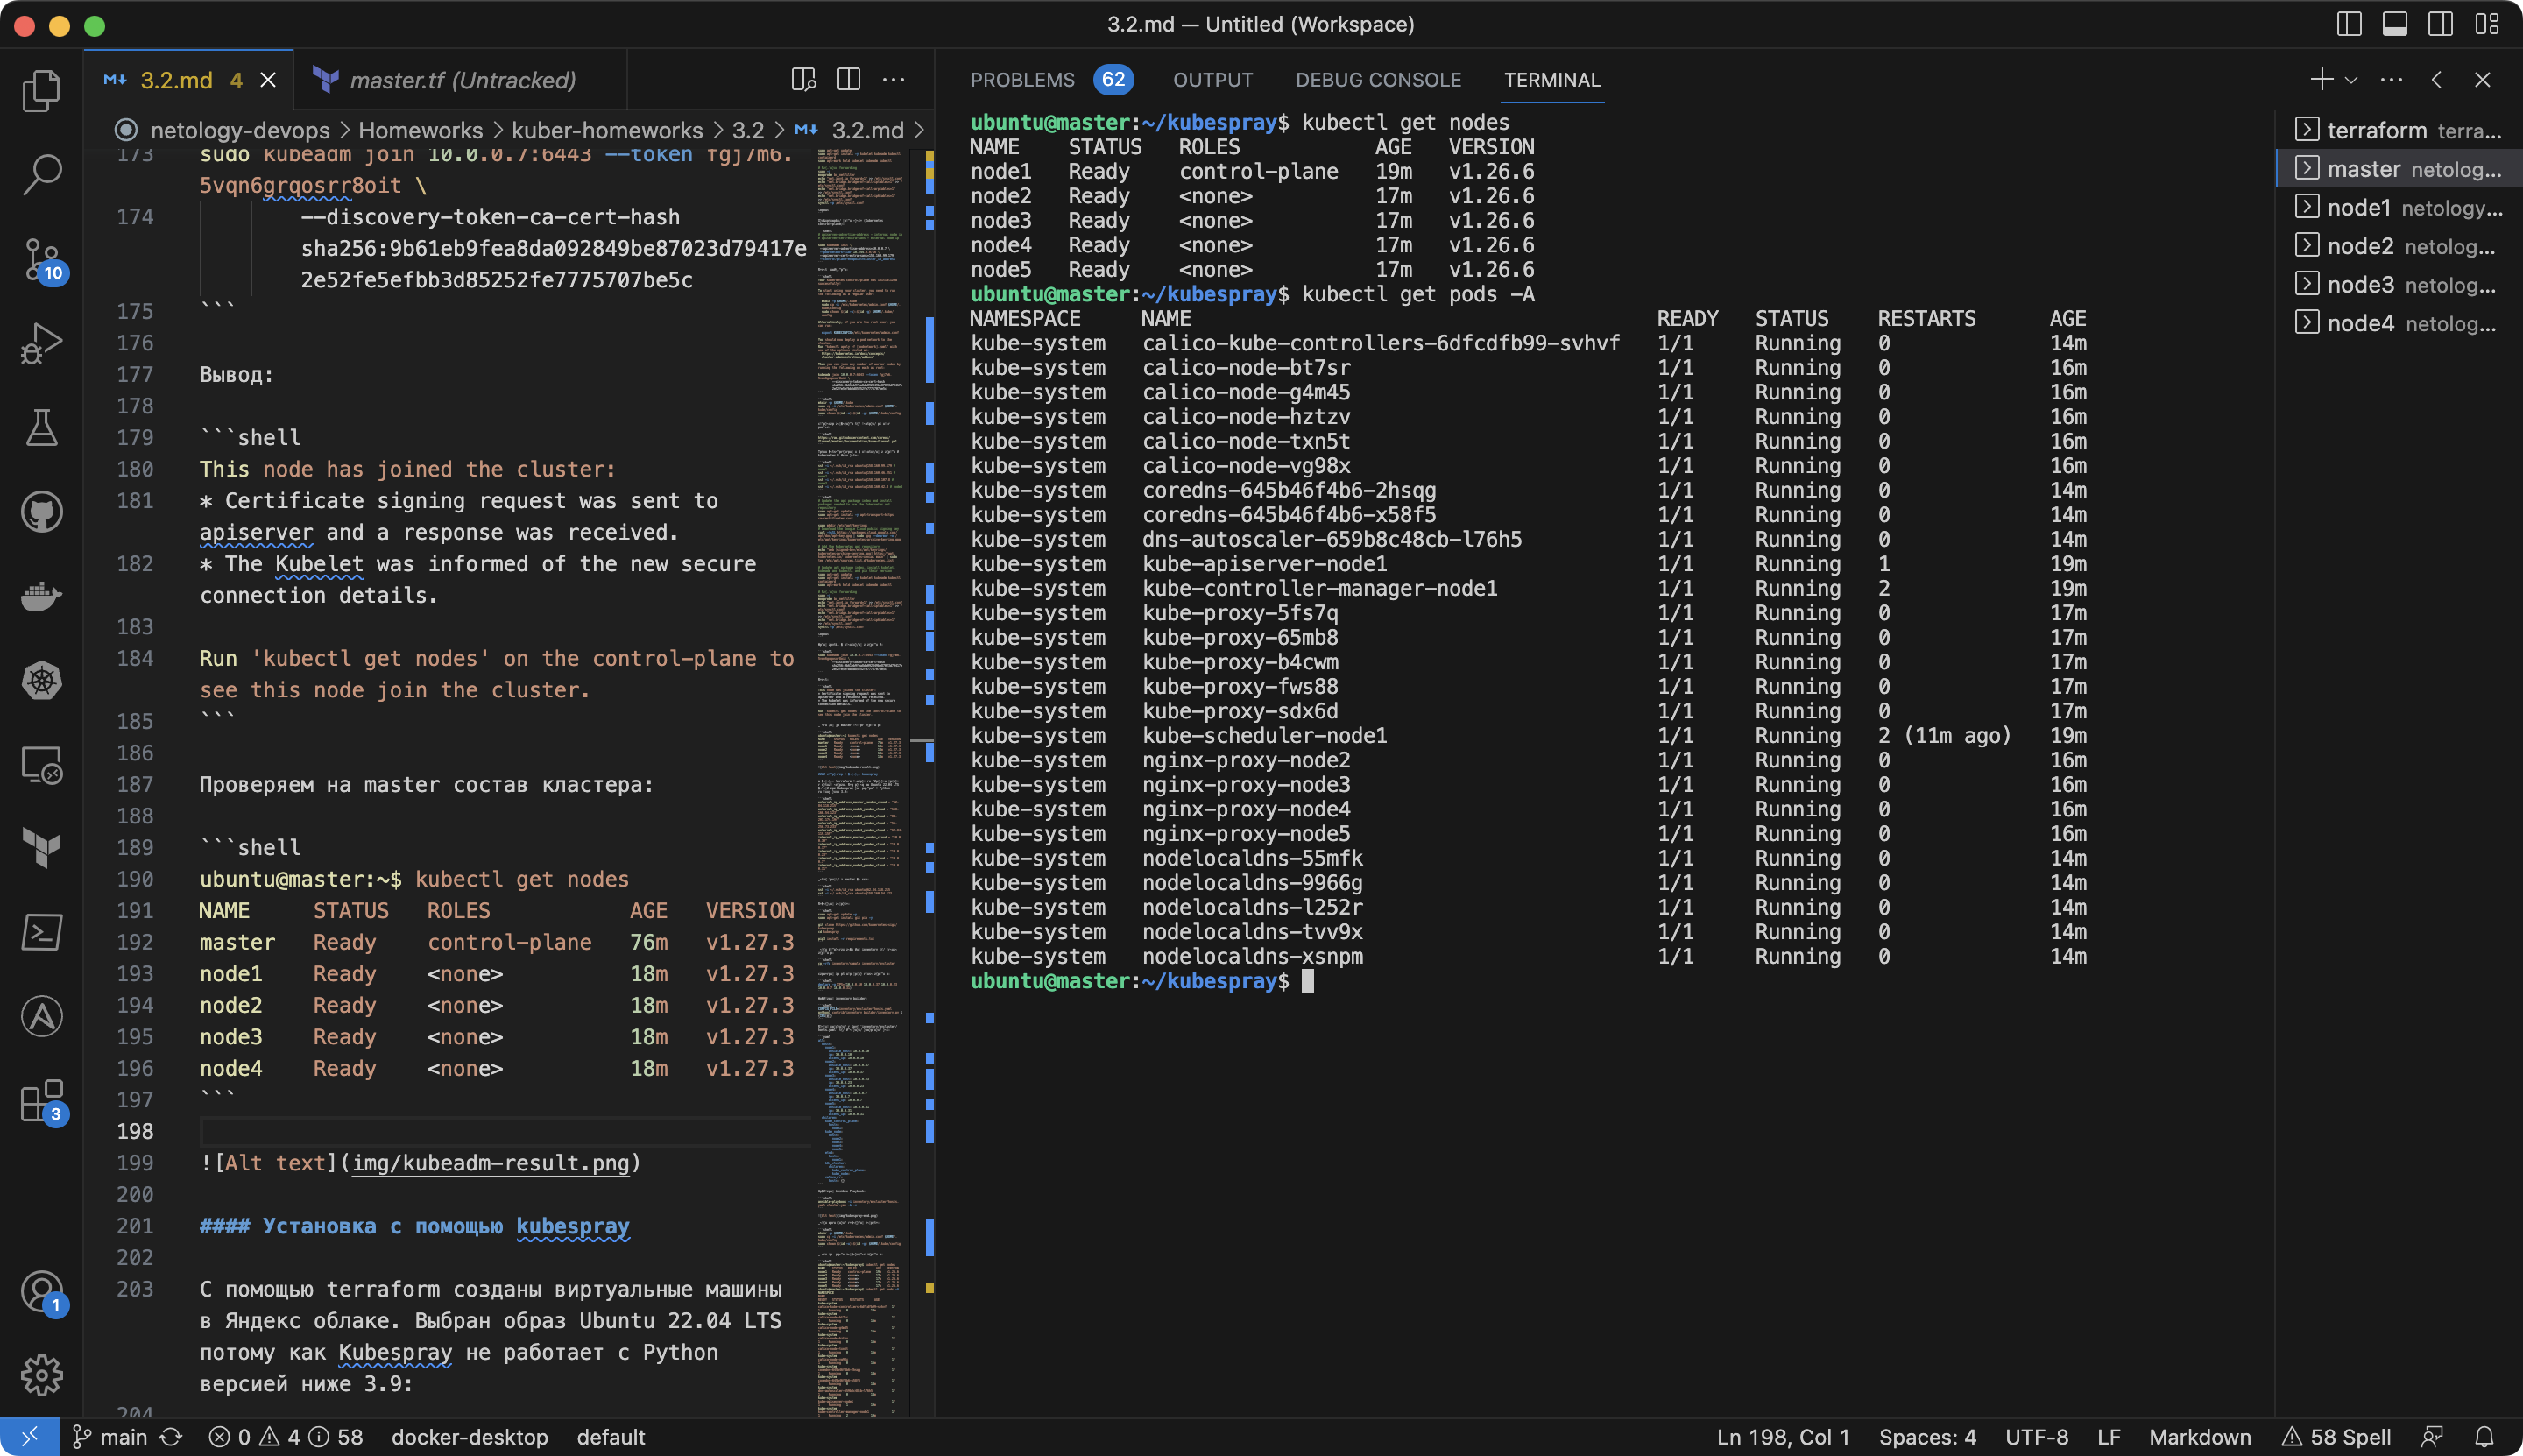 3.2.md — Untitled (Workspace)
3.2.md 4
master.tf (Untracked)
netology-devops > Homeworks > kuber-homeworks > 3.2 > 3.2.md >
173 sudo kubeadm join 10.0.0.7:6443 --token fgj7m6.
5vqn6grqosrr8oit \
174 --discovery-token-ca-cert-hash
sha256:9b61eb9fea8da092849be87023d79417e
2e52fe5efbb3d85252fe7775707be5c
175 ```
176
177 Вывод:
178
179 ```shell
180 This node has joined the cluster:
181 * Certificate signing request was sent to
apiserver and a response was received.
182 * The Kubelet was informed of the new secure
connection details.
183
184 Run 'kubectl get nodes' on the control-plane to
see this node join the cluster.
185 ```
186
187 Проверяем на master состав кластера:
188
189 ```shell
190 ubuntu@master:~$ kubectl get nodes
191 NAME STATUS ROLES AGE VERSION
192 master Ready control-plane 76m v1.27.3
193 node1 Ready <none> 18m v1.27.3
194 node2 Ready <none> 18m v1.27.3
195 node3 Ready <none> 18m v1.27.3
196 node4 Ready <none> 18m v1.27.3
197 ```
198
199 ![Alt text](img/kubeadm-result.png)
200
201 #### Установка с помощью kubespray
202
203 С помощью terraform созданы виртуальные машины
в Яндекс облаке. Выбран образ Ubuntu 22.04 LTS
потому как Kubespray не работает с Python
версией ниже 3.9:
204
PROBLEMS 62 OUTPUT DEBUG CONSOLE TERMINAL
ubuntu@master:~/kubespray$ kubectl get nodes
NAME STATUS ROLES AGE VERSION
node1 Ready control-plane 19m v1.26.6
node2 Ready <none> 17m v1.26.6
node3 Ready <none> 17m v1.26.6
node4 Ready <none> 17m v1.26.6
node5 Ready <none> 17m v1.26.6
ubuntu@master:~/kubespray$ kubectl get pods -A
NAMESPACE NAME READY STATUS RESTARTS AGE
kube-system calico-kube-controllers-6dfcdfb99-svhvf 1/1 Running 0 14m
kube-system calico-node-bt7sr 1/1 Running 0 16m
kube-system calico-node-g4m45 1/1 Running 0 16m
kube-system calico-node-hztzv 1/1 Running 0 16m
kube-system calico-node-txn5t 1/1 Running 0 16m
kube-system calico-node-vg98x 1/1 Running 0 16m
kube-system coredns-645b46f4b6-2hsqg 1/1 Running 0 14m
kube-system coredns-645b46f4b6-x58f5 1/1 Running 0 14m
kube-system dns-autoscaler-659b8c48cb-l76h5 1/1 Running 0 14m
kube-system kube-apiserver-node1 1/1 Running 1 19m
kube-system kube-controller-manager-node1 1/1 Running 2 19m
kube-system kube-proxy-5fs7q 1/1 Running 0 17m
kube-system kube-proxy-65mb8 1/1 Running 0 17m
kube-system kube-proxy-b4cwm 1/1 Running 0 17m
kube-system kube-proxy-fws88 1/1 Running 0 17m
kube-system kube-proxy-sdx6d 1/1 Running 0 17m
kube-system kube-scheduler-node1 1/1 Running 2 (11m ago) 19m
kube-system nginx-proxy-node2 1/1 Running 0 16m
kube-system nginx-proxy-node3 1/1 Running 0 16m
kube-system nginx-proxy-node4 1/1 Running 0 16m
kube-system nginx-proxy-node5 1/1 Running 0 16m
kube-system nodelocaldns-55mfk 1/1 Running 0 14m
kube-system nodelocaldns-9966g 1/1 Running 0 14m
kube-system nodelocaldns-l252r 1/1 Running 0 14m
kube-system nodelocaldns-tvv9x 1/1 Running 0 14m
kube-system nodelocaldns-xsnpm 1/1 Running 0 14m
ubuntu@master:~/kubespray$
terraform terra...
master netolog...
node1 netology...
node2 netolog...
node3 netolog...
node4 netolog...
10
3
1
main 0 4 58 docker-desktop default
Ln 198, Col 1 Spaces: 4 UTF-8 LF Markdown 58 Spell